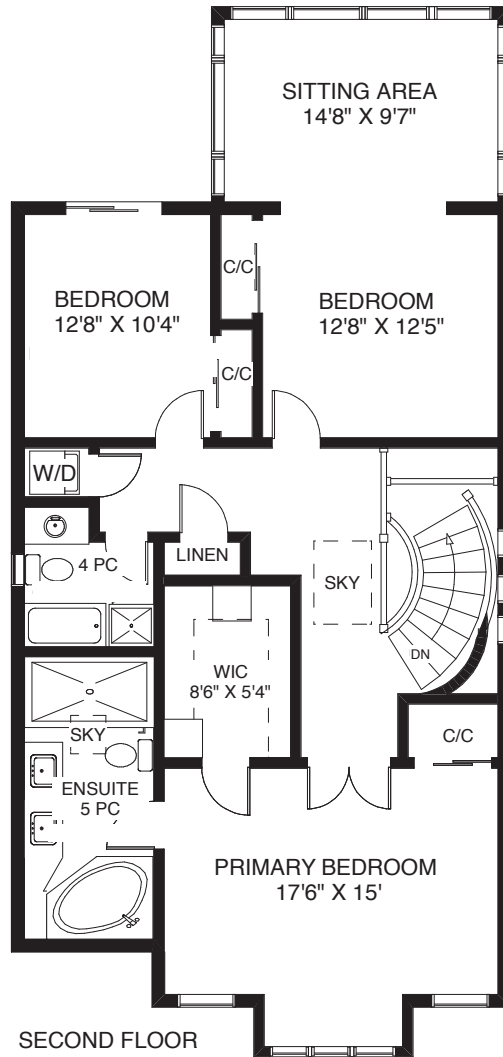 SITTING AREA
14'8" X 9'7"
C/C
BEDROOM
12'8" X 10'4"
BEDROOM
12'8" X 12'5"
C/C
W/D
4 PC
LINEN
SKY
DN
WIC
8'6" X 5'4"
SKY
C/C
ENSUITE
5 PC
PRIMARY BEDROOM
17'6" X 15'
SECOND FLOOR